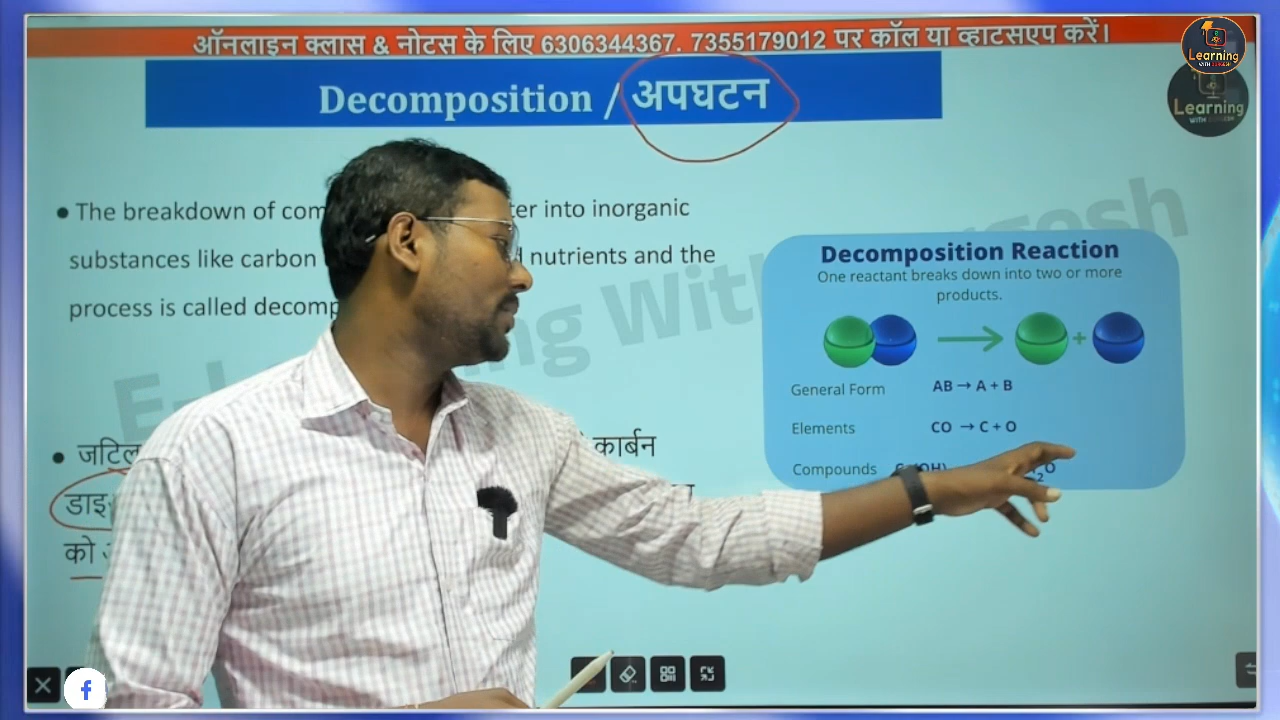 ऑनलाइन क्लास & नोटस के लिए 6306344367. 7355179012 पर कॉल या व्हाटसएप करें।
Learning
Learning
Decomposition / अपघटन
• The breakdown of com ter into inorganic
substances like carbon nutrients and the
process is called decomp
• जटिल कार्बन
डाइ
को
Decomposition Reaction
One reactant breaks down into two or more
products.
General Form AB → A + B
Elements CO → C + O
Compounds